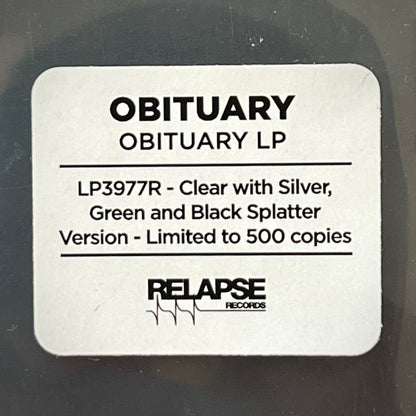 OBITUARY
OBITUARY LP
LP3977R - Clear with Silver,
Green and Black Splatter
Version - Limited to 500 copies
RELAPSE
RECORDS